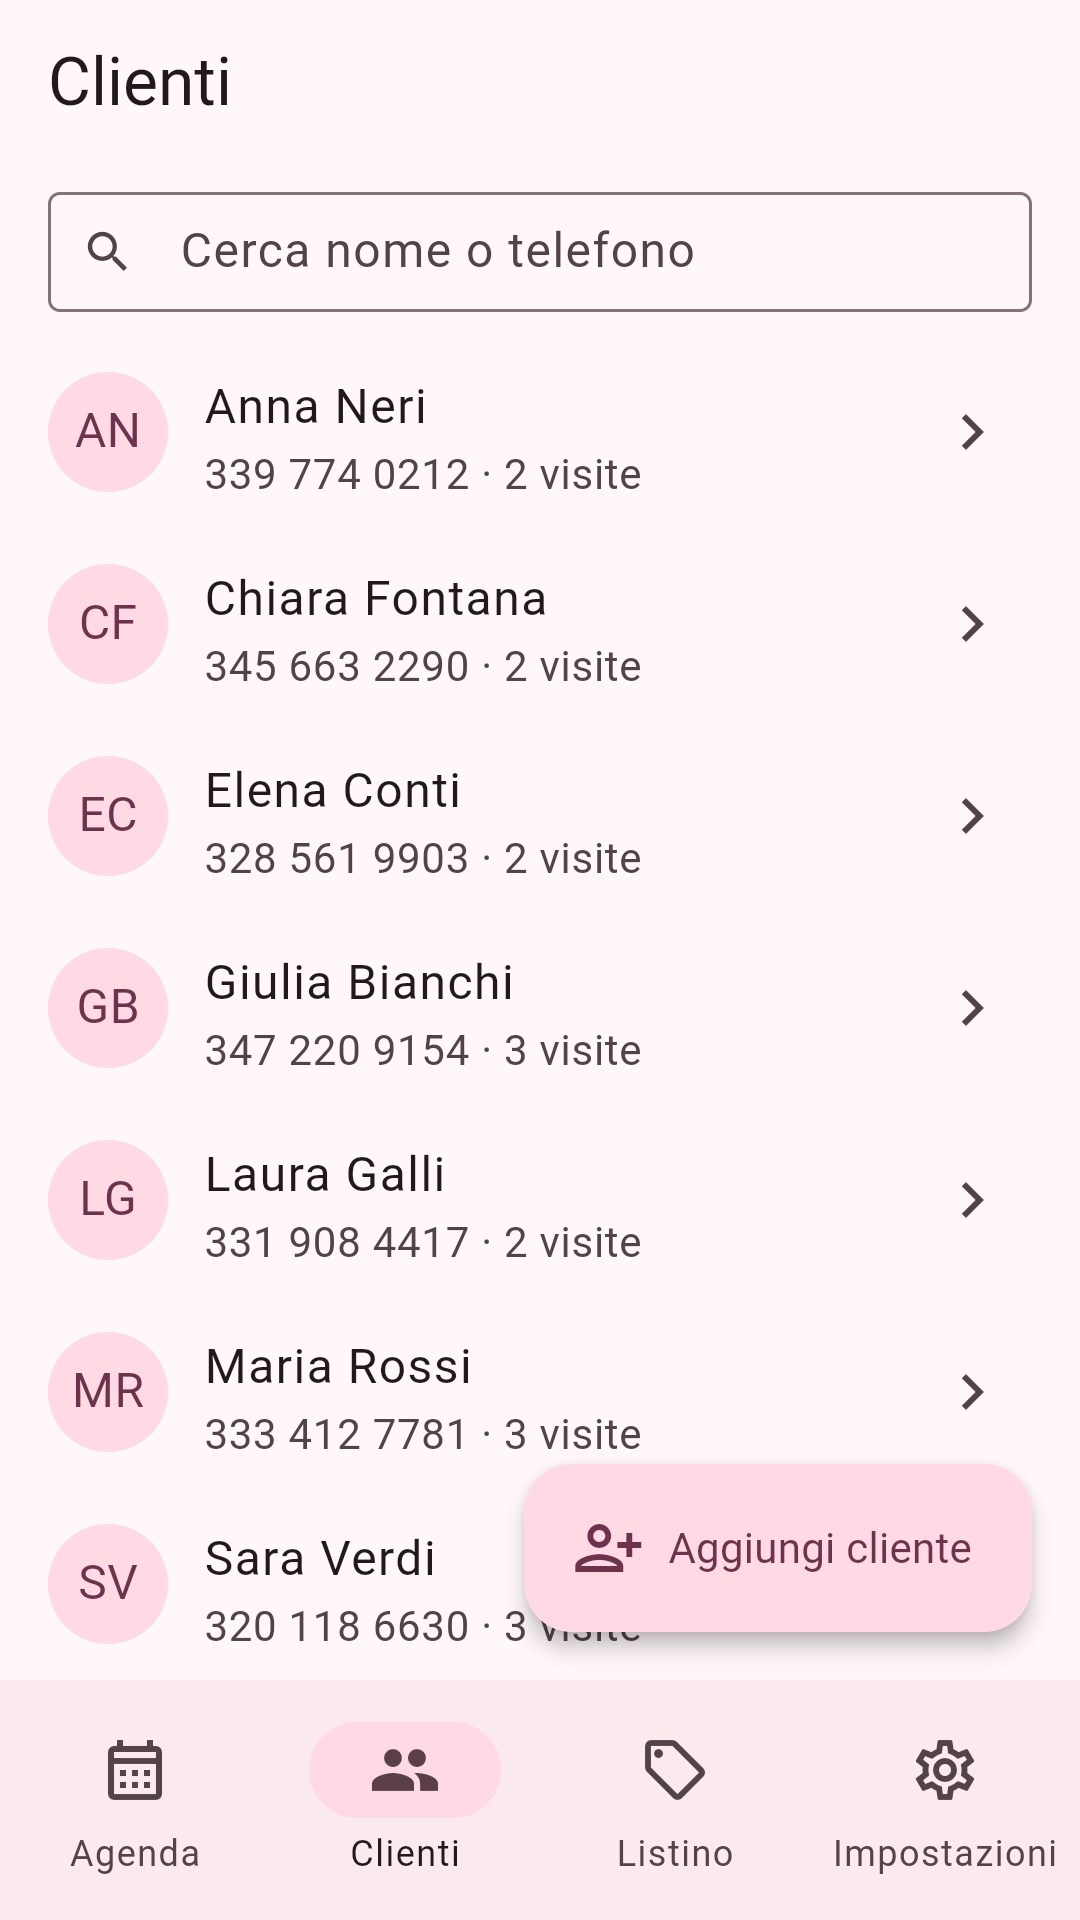 Clienti
Cerca nome o telefono
AN
Anna Neri
339 774 0212 · 2 visite
CF
Chiara Fontana
345 663 2290 · 2 visite
EC
Elena Conti
328 561 9903 · 2 visite
GB
Giulia Bianchi
347 220 9154 · 3 visite
LG
Laura Galli
331 908 4417 · 2 visite
MR
Maria Rossi
333 412 7781 · 3 visite
SV
Sara Verdi
320 118 6630 · 3 visite
Aggiungi cliente
Agenda
Clienti
Listino
Impostazioni